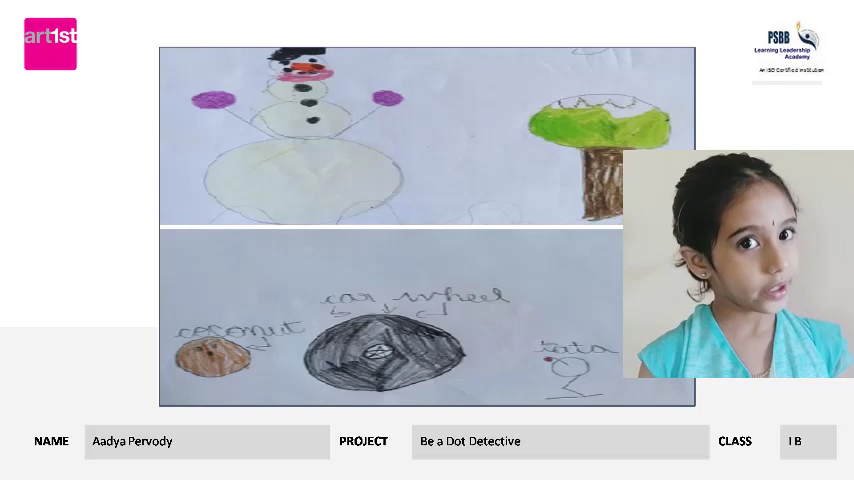 art1st
PSBB
Learning Leadership
Academy
An ISO Certified Institution
car wheel
coconut
tata
NAME
Aadya Pervody
PROJECT
Be a Dot Detective
CLASS
I B